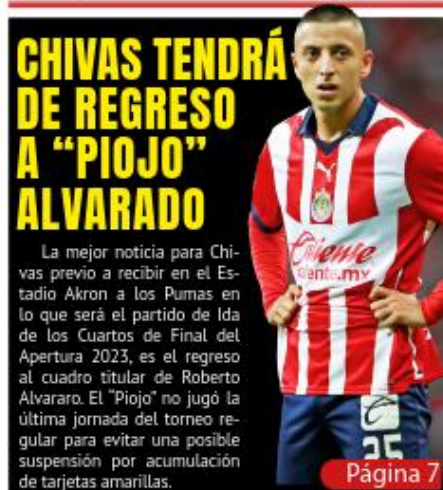 CHIVAS TENDRÁ
DE REGRESO
A “PIOJO”
ALVARADO
La mejor noticia para Chi-
vas previo a recibir en el Es-
tadio Akron a los Pumas en
lo que será el partido de Ida
de los Cuartos de Final del
Apertura 2023, es el regreso
al cuadro titular de Roberto
Alvararo. El “Piojo” no jugó la
última jornada del torneo re-
gular para evitar una posible
suspensión por acumulación
de tarjetas amarillas.
Caliente
caliente.mx
25
Página 7